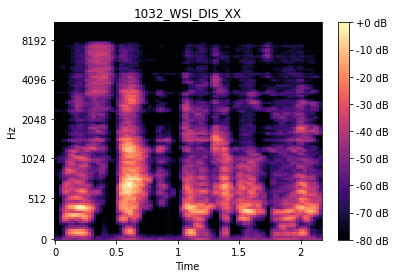 1032_WSI_DIS_XX
Hz
8192
4096
2048
1024
512
0
0
0.5
1
1.5
2
Time
+0 dB
-10 dB
-20 dB
-30 dB
-40 dB
-50 dB
-60 dB
-70 dB
-80 dB